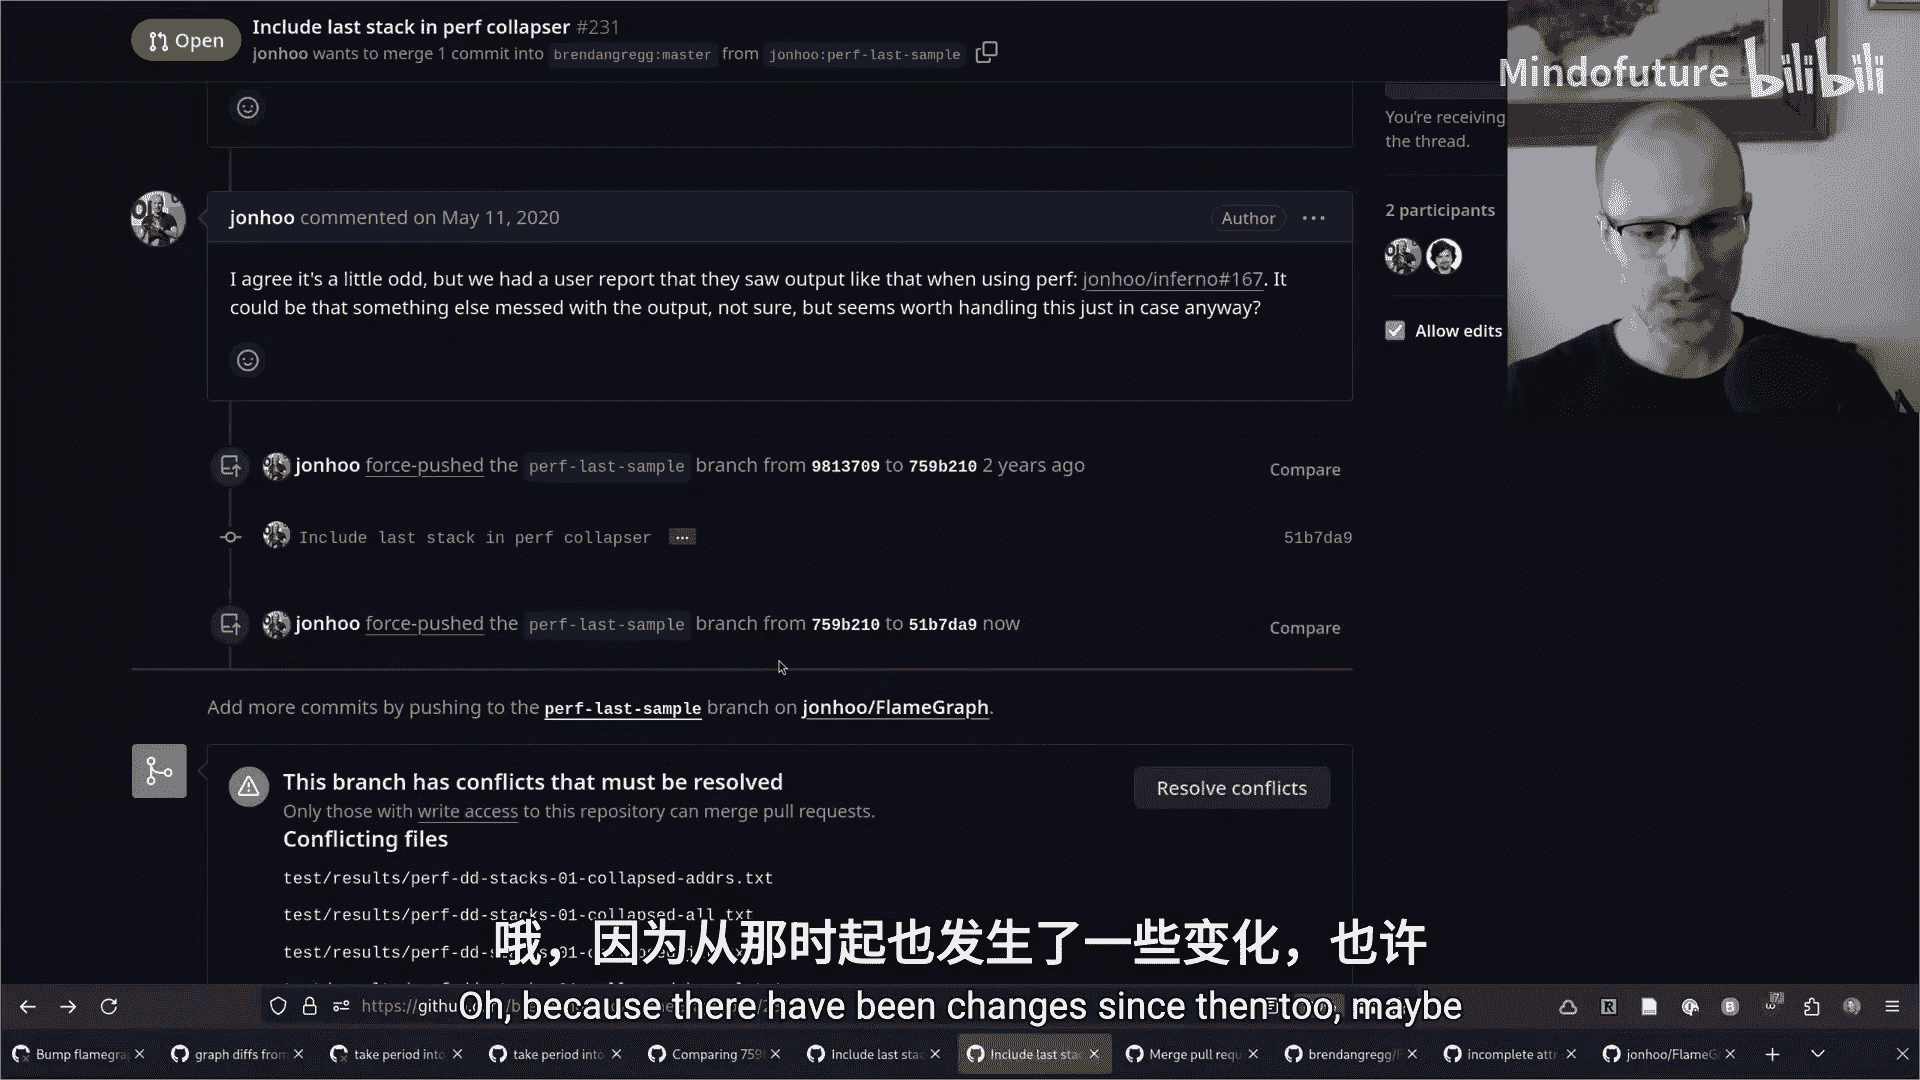 Open
Include last stack in perf collapser #231
jonhoo wants to merge 1 commit into brendangregg:master from jonhoo:perf-last-sample
Mindofuture bilibili
You're receiving
the thread.
jonhoo commented on May 11, 2020
Author
2 participants
I agree it's a little odd, but we had a user report that they saw output like that when using perf: jonhoo/inferno#167. It
could be that something else messed with the output, not sure, but seems worth handling this just in case anyway?
Allow edits
jonhoo force-pushed the perf-last-sample branch from 9813709 to 759b210 2 years ago
Compare
Include last stack in perf collapser
51b7da9
jonhoo force-pushed the perf-last-sample branch from 759b210 to 51b7da9 now
Compare
Add more commits by pushing to the perf-last-sample branch on jonhoo/FlameGraph.
This branch has conflicts that must be resolved
Resolve conflicts
Only those with write access to this repository can merge pull requests.
Conflicting files
test/results/perf-dd-stacks-01-collapsed-addrs.txt
test/results/perf-dd-stacks-01-collapsed-all.txt
test/results/perf-dd-stacks-01-co
哦，因为从那时起也发生了一些变化，也许
https://github
Oh, because there have been changes since then too, maybe
Bump flamegra
graph diffs from
take period into
take period into
Comparing 759
Include last stac
Include last stac
Merge pull requ
brendangregg/F
incomplete attr
jonhoo/FlameG